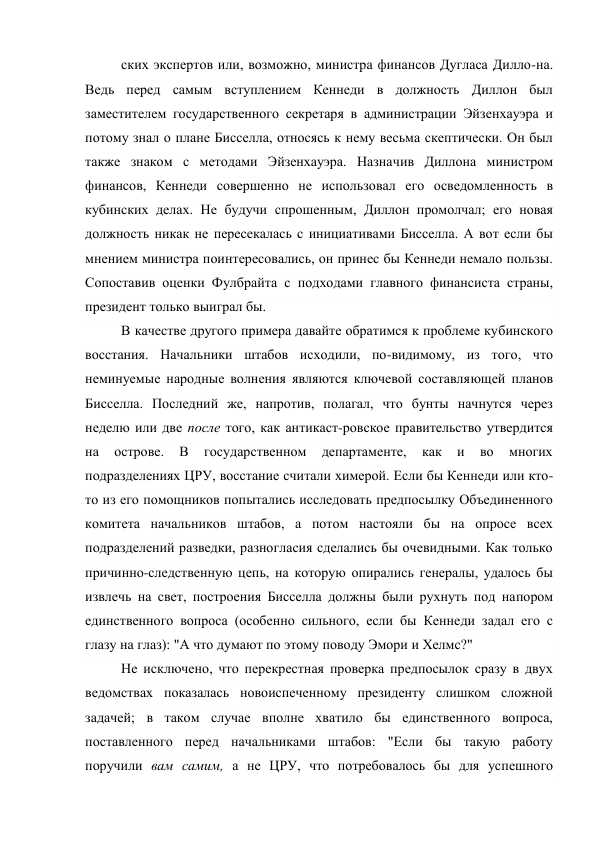 ских экспертов или, возможно, министра финансов Дугласа Дилло-на.
Ведь перед самым вступлением Кеннеди в должность Диллон был
заместителем государственного секретаря в администрации Эйзенхауэра и
потому знал о плане Бисселла, относясь к нему весьма скептически. Он был
также знаком с методами Эйзенхауэра. Назначив Диллона министром
финансов, Кеннеди совершенно не использовал его осведомленность в
кубинских делах. Не будучи спрошенным, Диллон промолчал; его новая
должность никак не пересекалась с инициативами Бисселла. А вот если бы
мнением министра поинтересовались, он принес бы Кеннеди немало пользы.
Сопоставив оценки Фулбрайта с подходами главного финансиста страны,
президент только выиграл бы.
В качестве другого примера давайте обратимся к проблеме кубинского
восстания. Начальники штабов исходили, по-видимому, из того, что
неминуемые народные волнения являются ключевой составляющей планов
Бисселла. Последний же, напротив, полагал, что бунты начнутся через
неделю или две после того, как антикаст-ровское правительство утвердится
на острове. В государственном департаменте, как и во многих
подразделениях ЦРУ, восстание считали химерой. Если бы Кеннеди или кто-
то из его помощников попытались исследовать предпосылку Объединенного
комитета начальников штабов, а потом настояли бы на опросе всех
подразделений разведки, разногласия сделались бы очевидными. Как только
причинно-следственную цепь, на которую опирались генералы, удалось бы
извлечь на свет, построения Бисселла должны были рухнуть под напором
единственного вопроса (особенно сильного, если бы Кеннеди задал его с
глазу на глаз): "А что думают по этому поводу Эмори и Хелмс?"
Не исключено, что перекрестная проверка предпосылок сразу в двух
ведомствах показалась новоиспеченному президенту слишком сложной
задачей; в таком случае вполне хватило бы единственного вопроса,
поставленного перед начальниками штабов: "Если бы такую работу
поручили вам самим, а не ЦРУ, что потребовалось бы для успешного